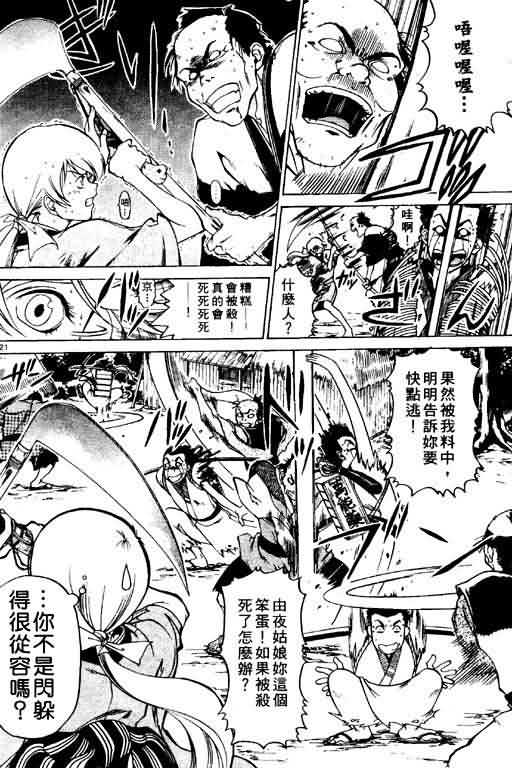 唔喔喔喔…
唔…
哇啊！
什麼人？
糟糕！
會被殺！
真的會
死死死死
！
京…
21
果然被我料中，
明明告訴妳要
快點逃！
由夜姑娘妳這個
笨蛋！如果被殺
死了怎麼辦？
…你不是閃躲
得很從容嗎？